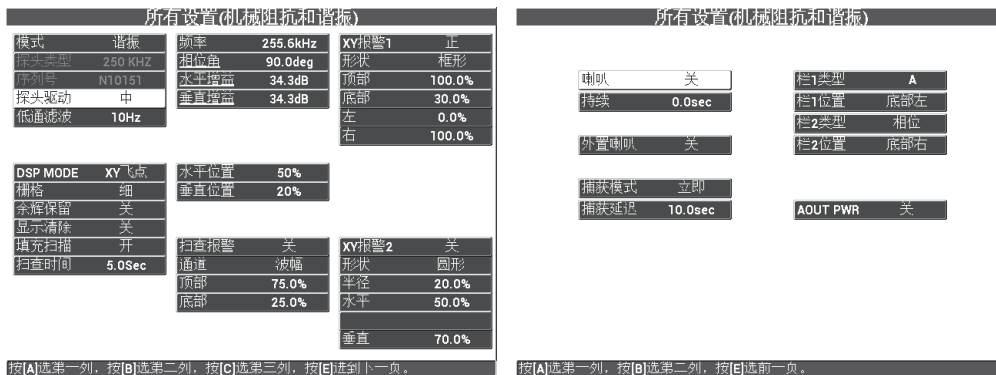 所有设置(机械阻抗和谐振)
模式 谐振
探头类型 250 KHZ
序列号 N10151
探头驱动 中
低通滤波 10Hz
DSP MODE XY飞点
栅格 细
余辉保留 关
显示清除 关
填充扫描 开
扫查时间 5.0Sec
频率 255.6kHz
相位角 90.0deg
水平增益 34.3dB
垂直增益 34.3dB
水平位置 50%
垂直位置 20%
扫查报警 关
通道 波幅
顶部 75.0%
底部 25.0%
XY报警1 正
形状 框形
顶部 100.0%
底部 30.0%
左 0.0%
右 100.0%
XY报警2 关
形状 圆形
半径 20.0%
水平 50.0%
垂直 70.0%
按[A]选第一列，按[B]选第二列，按[C]选第三列，按[E]进到下一页。
所有设置(机械阻抗和谐振)
喇叭 关
持续 0.0sec
外置喇叭 关
捕获模式 立即
捕获延迟 10.0sec
栏1类型 A
栏1位置 底部左
栏2类型 相位
栏2位置 底部右
AOUT PWR 关
按[A]选第一列，按[B]选第二列，按[E]选前一页。